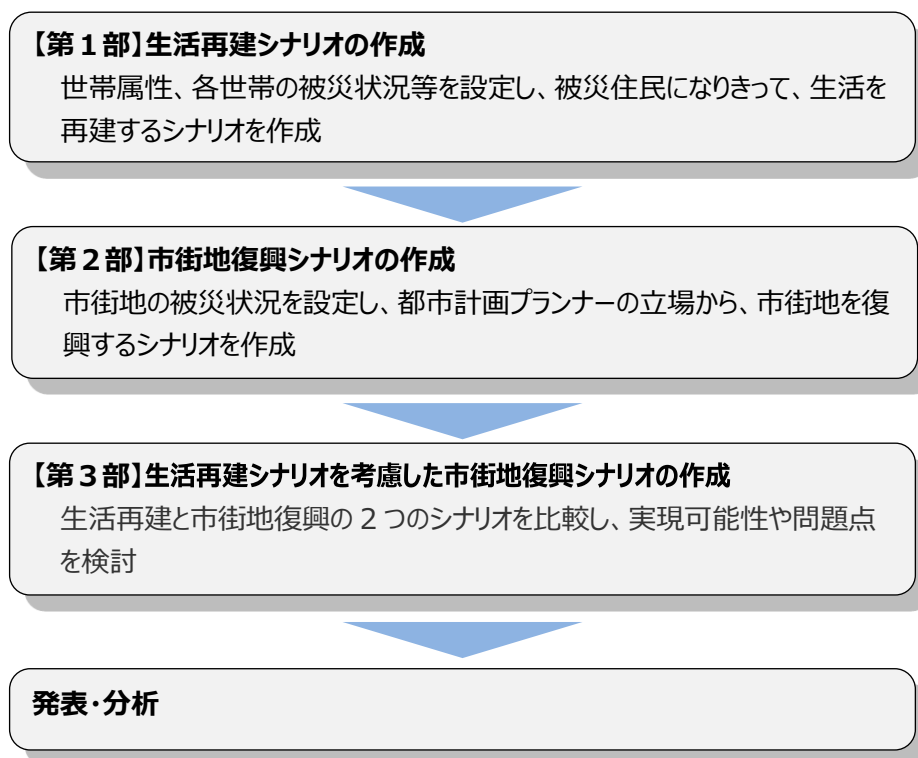 【第１部】生活再建シナリオの作成
世帯属性、各世帯の被災状況等を設定し、被災住民になりきって、生活を
再建するシナリオを作成
【第２部】市街地復興シナリオの作成
市街地の被災状況を設定し、都市計画プランナーの立場から、市街地を復
興するシナリオを作成
【第３部】生活再建シナリオを考慮した市街地復興シナリオの作成
生活再建と市街地復興の２つのシナリオを比較し、実現可能性や問題点
を検討
発表・分析